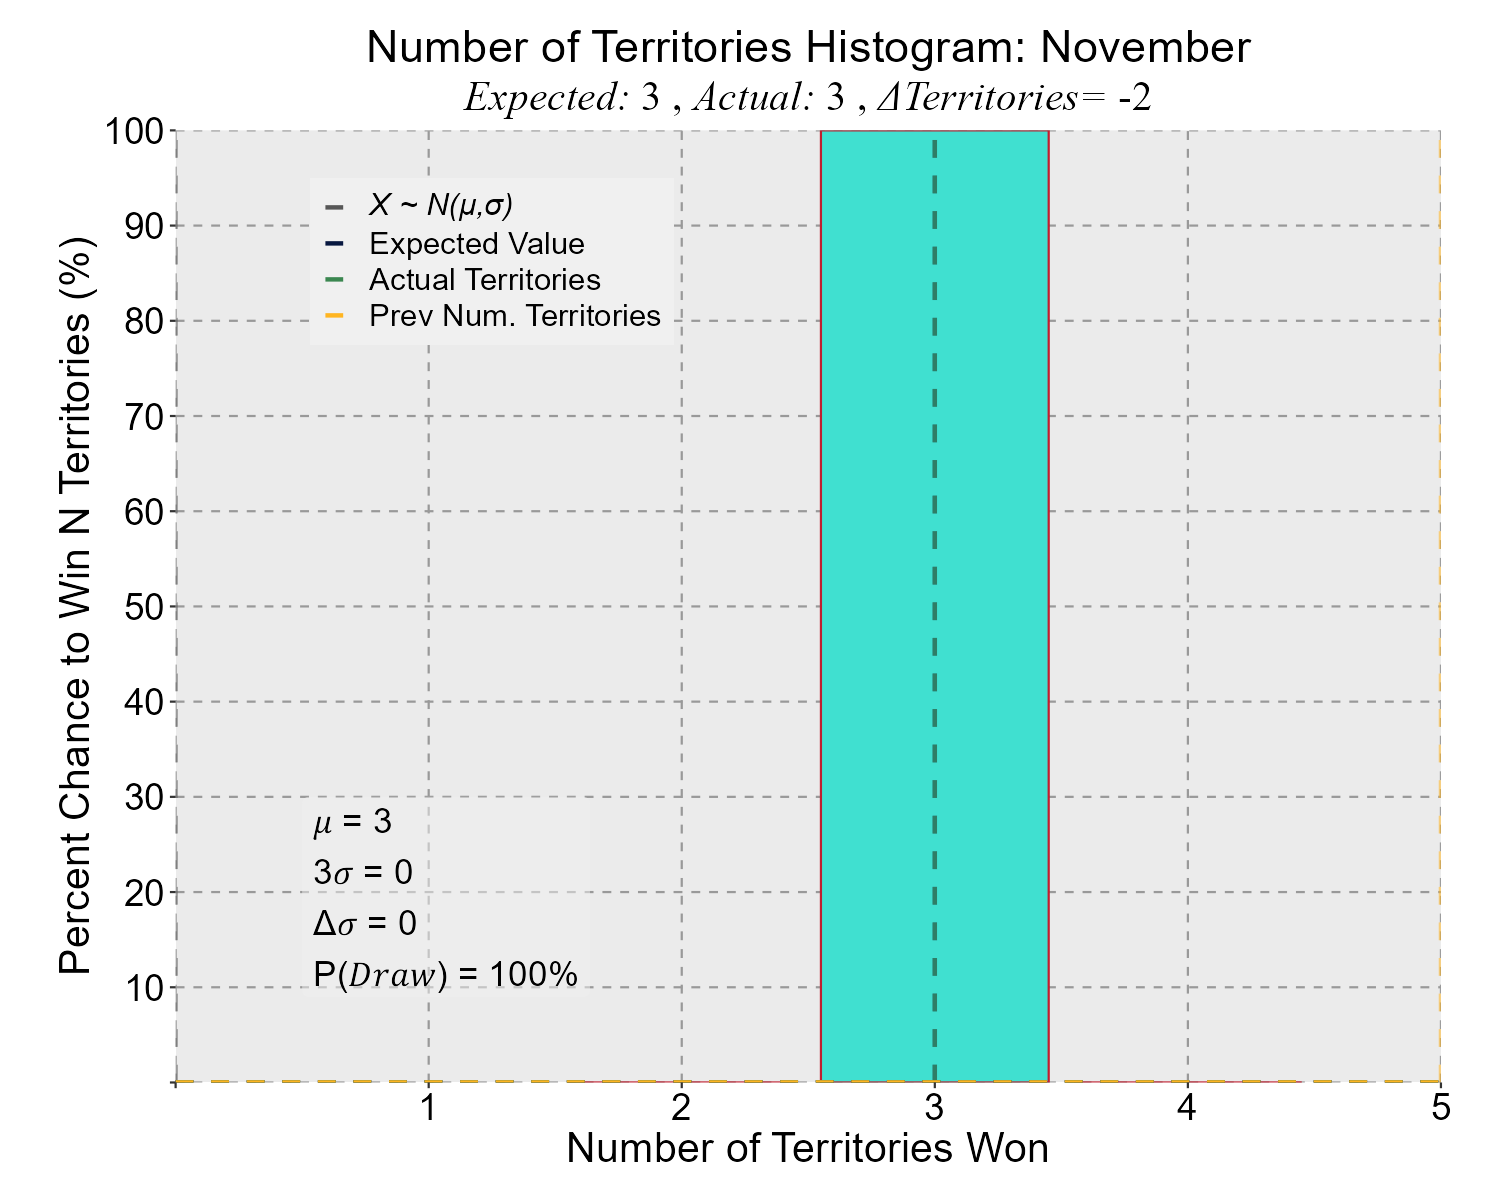 Number of Territories Histogram: November
Expected: 3 , Actual: 3 , ΔTerritories= -2
Percent Chance to Win N Territories (%)
100
90
80
70
60
50
40
30
20
10
X ~ N(μ,σ)
Expected Value
Actual Territories
Prev Num. Territories
μ = 3
3σ = 0
Δσ = 0
P(Draw) = 100%
1 2 3 4 5
Number of Territories Won